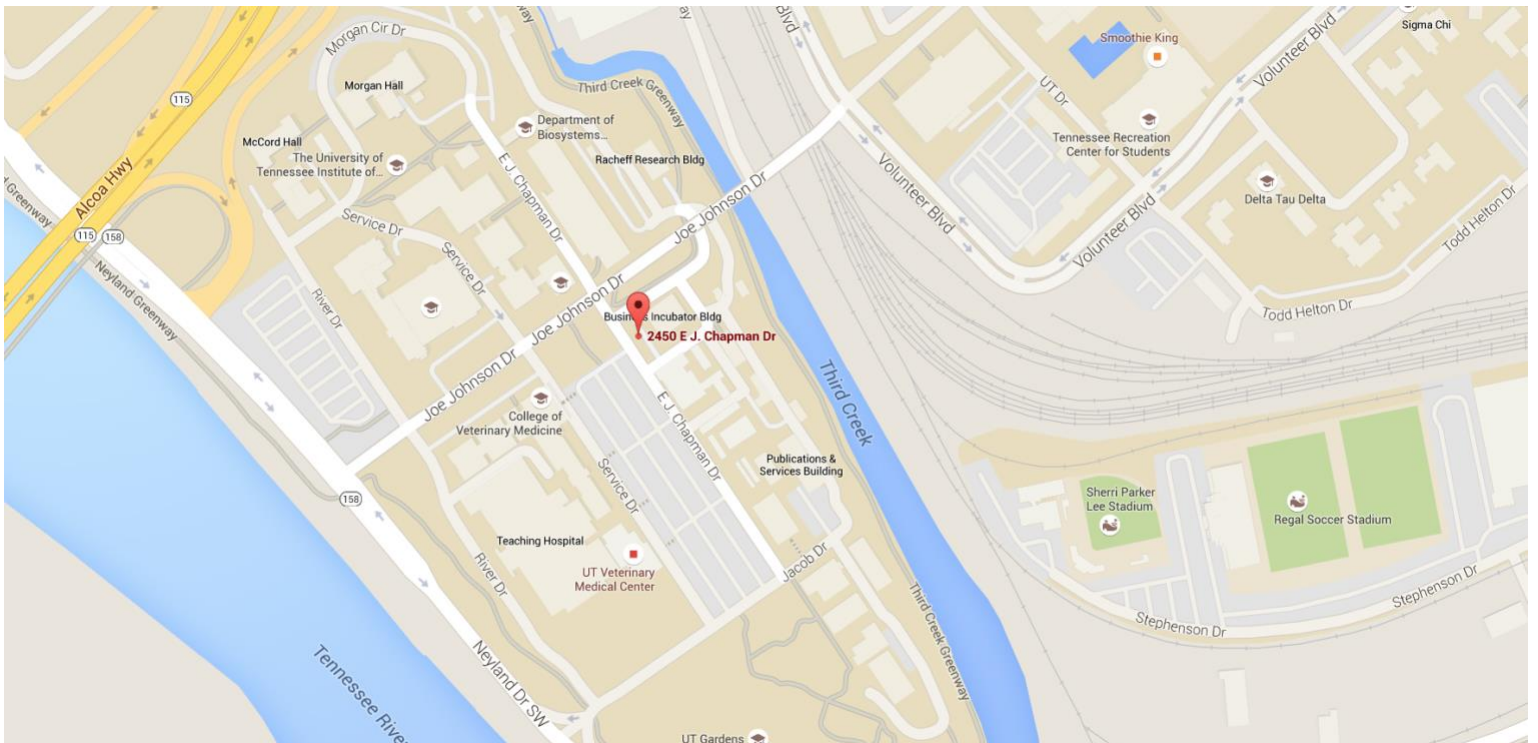 Morgan Cir Dr
Morgan Hall
115
McCord Hall
The University of
Tennessee Institute of...
Alcoa Hwy
115
158
Neyland Greenway
Department of
Biosystems...
Racheff Research Bldg
Third Creek Greenway
E J. Chapman Dr
Service Dr
Service Dr
River Dr
Joe Johnson Dr
Joe Johnson Dr
Joe Johnson Dr
Business Incubator Bldg
2450 E J. Chapman Dr
College of
Veterinary Medicine
E J. Chapman Dr
Service Dr
Publications &
Services Building
158
Teaching Hospital
UT Veterinary
Medical Center
River Dr
Jacob Dr
Neyland Dr SW
Tennessee River
UT Gardens
Third Creek
Third Creek Greenway
Blvd
Volunteer Blvd
Volunteer Blvd
Volunteer Blvd
Volunteer Blvd
UT Dr
Smoothie King
Sigma Chi
Tennessee Recreation
Center for Students
Delta Tau Delta
Todd Helton Dr
Todd Helton Dr
Sherri Parker
Lee Stadium
Regal Soccer Stadium
Stephenson Dr
Stephenson Dr